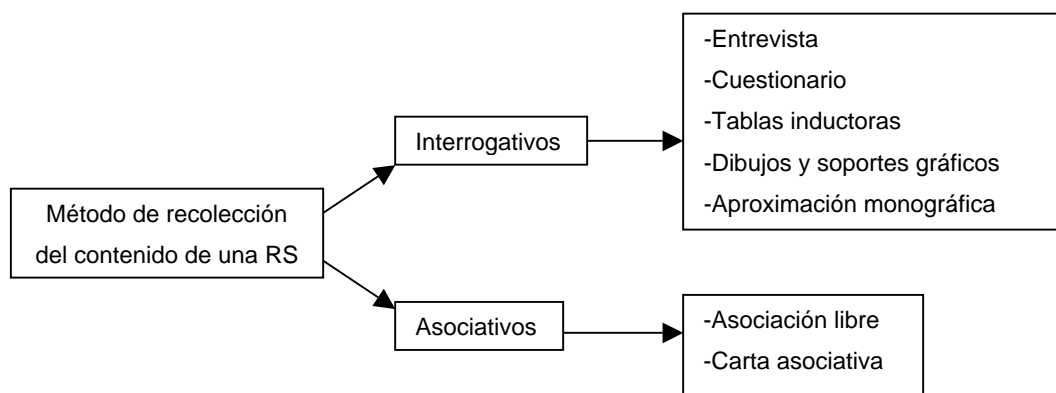 Método de recolección
del contenido de una RS
Interrogativos
-Entrevista
-Cuestionario
-Tablas inductoras
-Dibujos y soportes gráficos
-Aproximación monográfica
Asociativos
-Asociación libre
-Carta asociativa